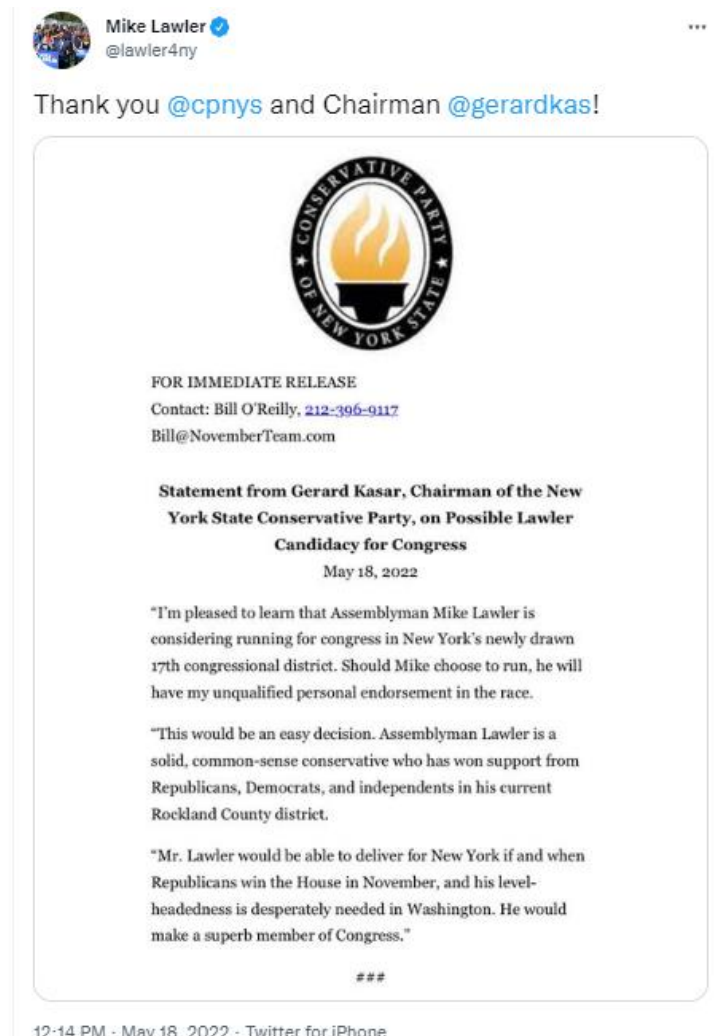 Mike Lawler
@lawler4ny
Thank you @cpnys and Chairman @gerardkas!
CONSERVATIVE PARTY
OF NEW YORK STATE
FOR IMMEDIATE RELEASE
Contact: Bill O'Reilly, 212-396-9117
Bill@NovemberTeam.com
Statement from Gerard Kasar, Chairman of the New
York State Conservative Party, on Possible Lawler
Candidacy for Congress
May 18, 2022
“I’m pleased to learn that Assemblyman Mike Lawler is
considering running for congress in New York’s newly drawn
17th congressional district. Should Mike choose to run, he will
have my unqualified personal endorsement in the race.
“This would be an easy decision. Assemblyman Lawler is a
solid, common-sense conservative who has won support from
Republicans, Democrats, and independents in his current
Rockland County district.
“Mr. Lawler would be able to deliver for New York if and when
Republicans win the House in November, and his level-
headedness is desperately needed in Washington. He would
make a superb member of Congress.”
###
12:14 PM · May 18, 2022 · Twitter for iPhone